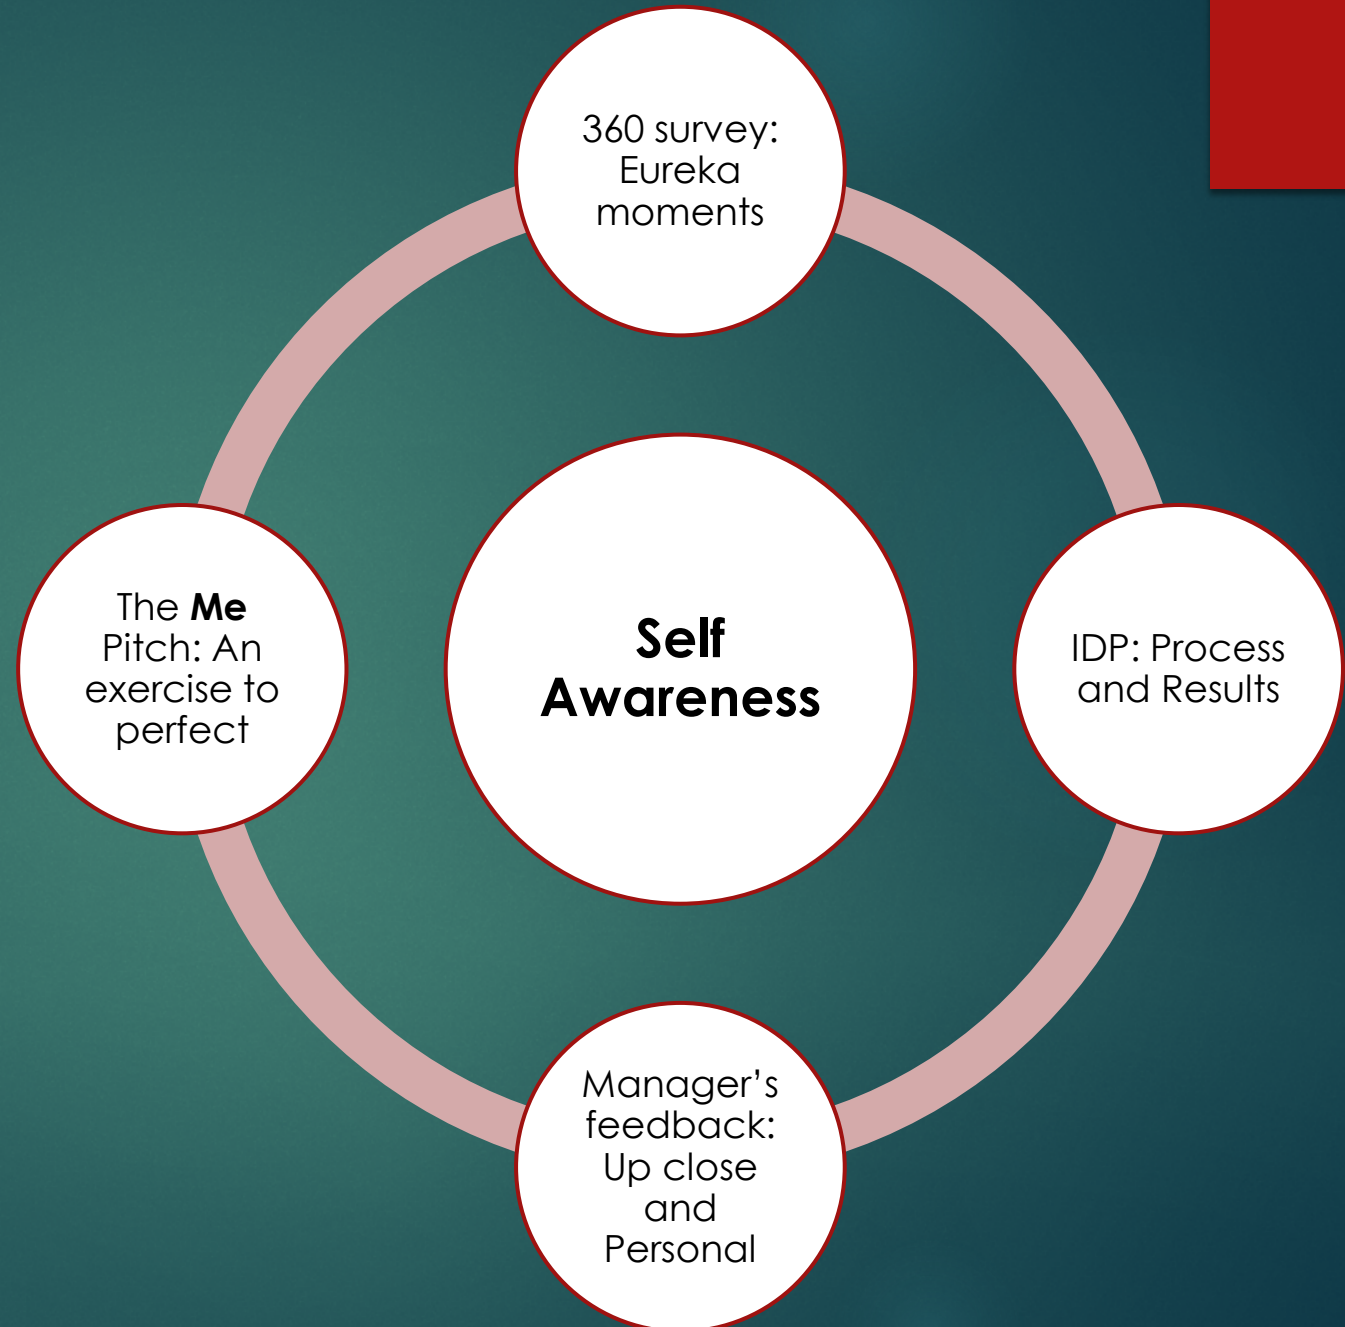 360 survey:
Eureka
moments
The Me
Pitch: An
exercise to
perfect
Self
Awareness
IDP: Process
and Results
Manager’s
feedback:
Up close
and
Personal